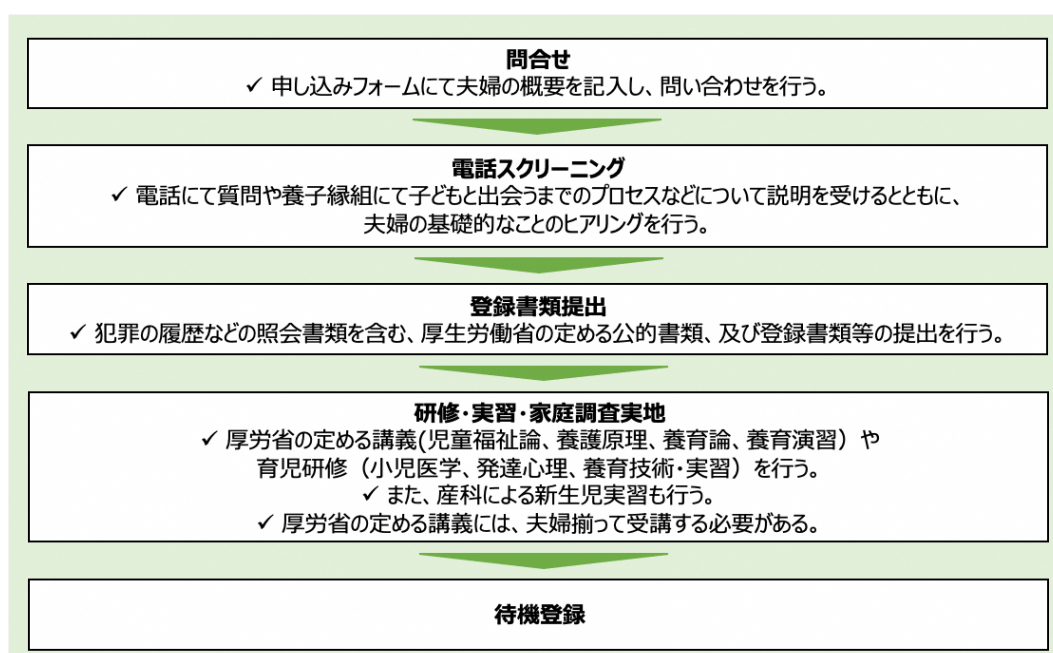 問合せ
✓ 申し込みフォームにて夫婦の概要を記入し、問い合わせを行う。
電話スクリーニング
✓ 電話にて質問や養子縁組にて子どもと出会うまでのプロセスなどについて説明を受けるとともに、
夫婦の基礎的なことのヒアリングを行う。
登録書類提出
✓ 犯罪の履歴などの照会書類を含む、厚生労働省の定める公的書類、及び登録書類等の提出を行う。
研修・実習・家庭調査実地
✓ 厚労省の定める講義(児童福祉論、養護原理、養育論、養育演習）や
育児研修（小児医学、発達心理、養育技術・実習）を行う。
✓ また、産科による新生児実習も行う。
✓ 厚労省の定める講義には、夫婦揃って受講する必要がある。
待機登録